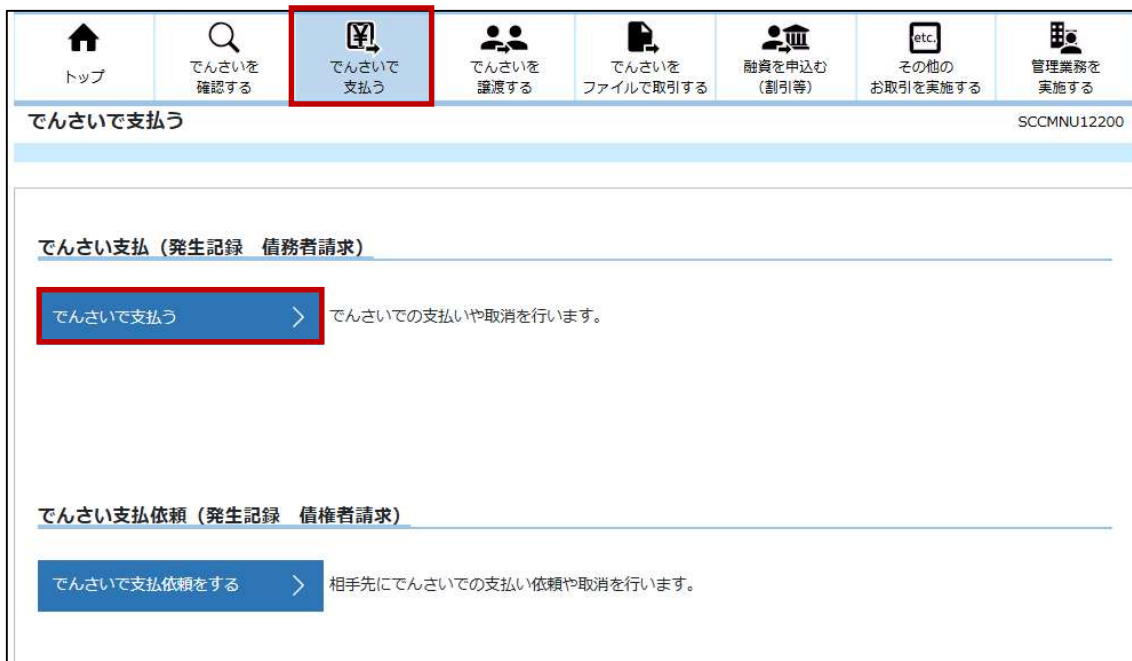 トップ
でんさいを
確認する
でんさいで
支払う
でんさいを
譲渡する
でんさいを
ファイルで取引する
融資を申込む
(割引等)
etc.
その他の
お取引を実施する
管理業務を
実施する
でんさいで支払う
SCCMNU12200
でんさい支払（発生記録　債務者請求）
でんさいで支払う
でんさいでの支払いや取消を行います。
でんさい支払依頼（発生記録　債権者請求）
でんさいで支払依頼をする
相手先にでんさいでの支払い依頼や取消を行います。